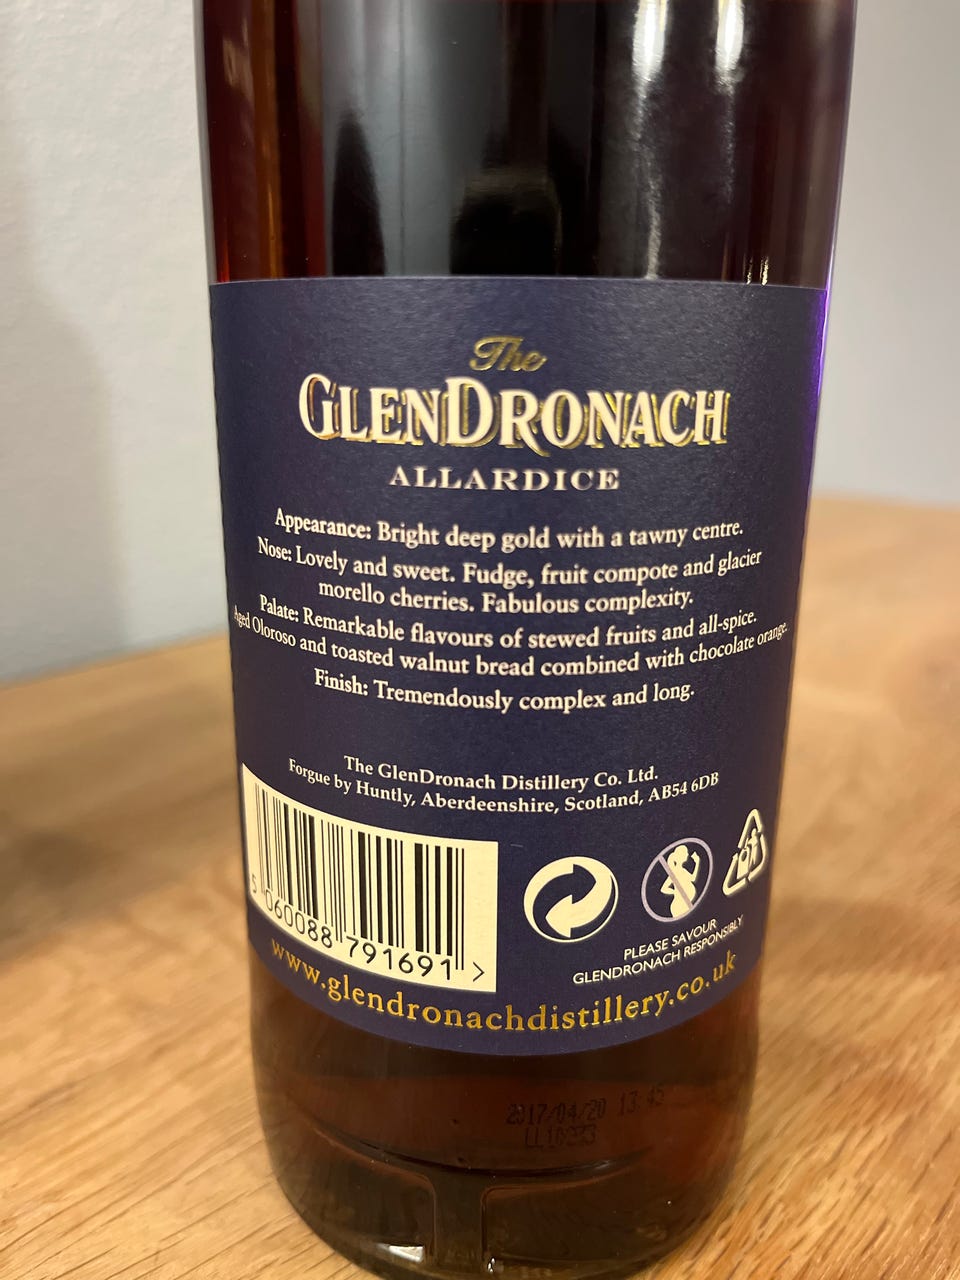 The
GLENDRONACH
ALLARDICE
Appearance: Bright deep gold with a tawny centre.
Nose: Lovely and sweet. Fudge, fruit compote and glacier
morello cherries. Fabulous complexity.
Palate: Remarkable flavours of stewed fruits and all-spice.
Aged Oloroso and toasted walnut bread combined with chocolate orange.
Finish: Tremendously complex and long.
The GlenDronach Distillery Co. Ltd.
Forgue by Huntly, Aberdeenshire, Scotland, AB54 6DB
5 060088 791691 >
PLEASE SAVOUR
GLENDRONACH RESPONSIBLY
www.glendronachdistillery.co.uk
2017/04/20 13:45